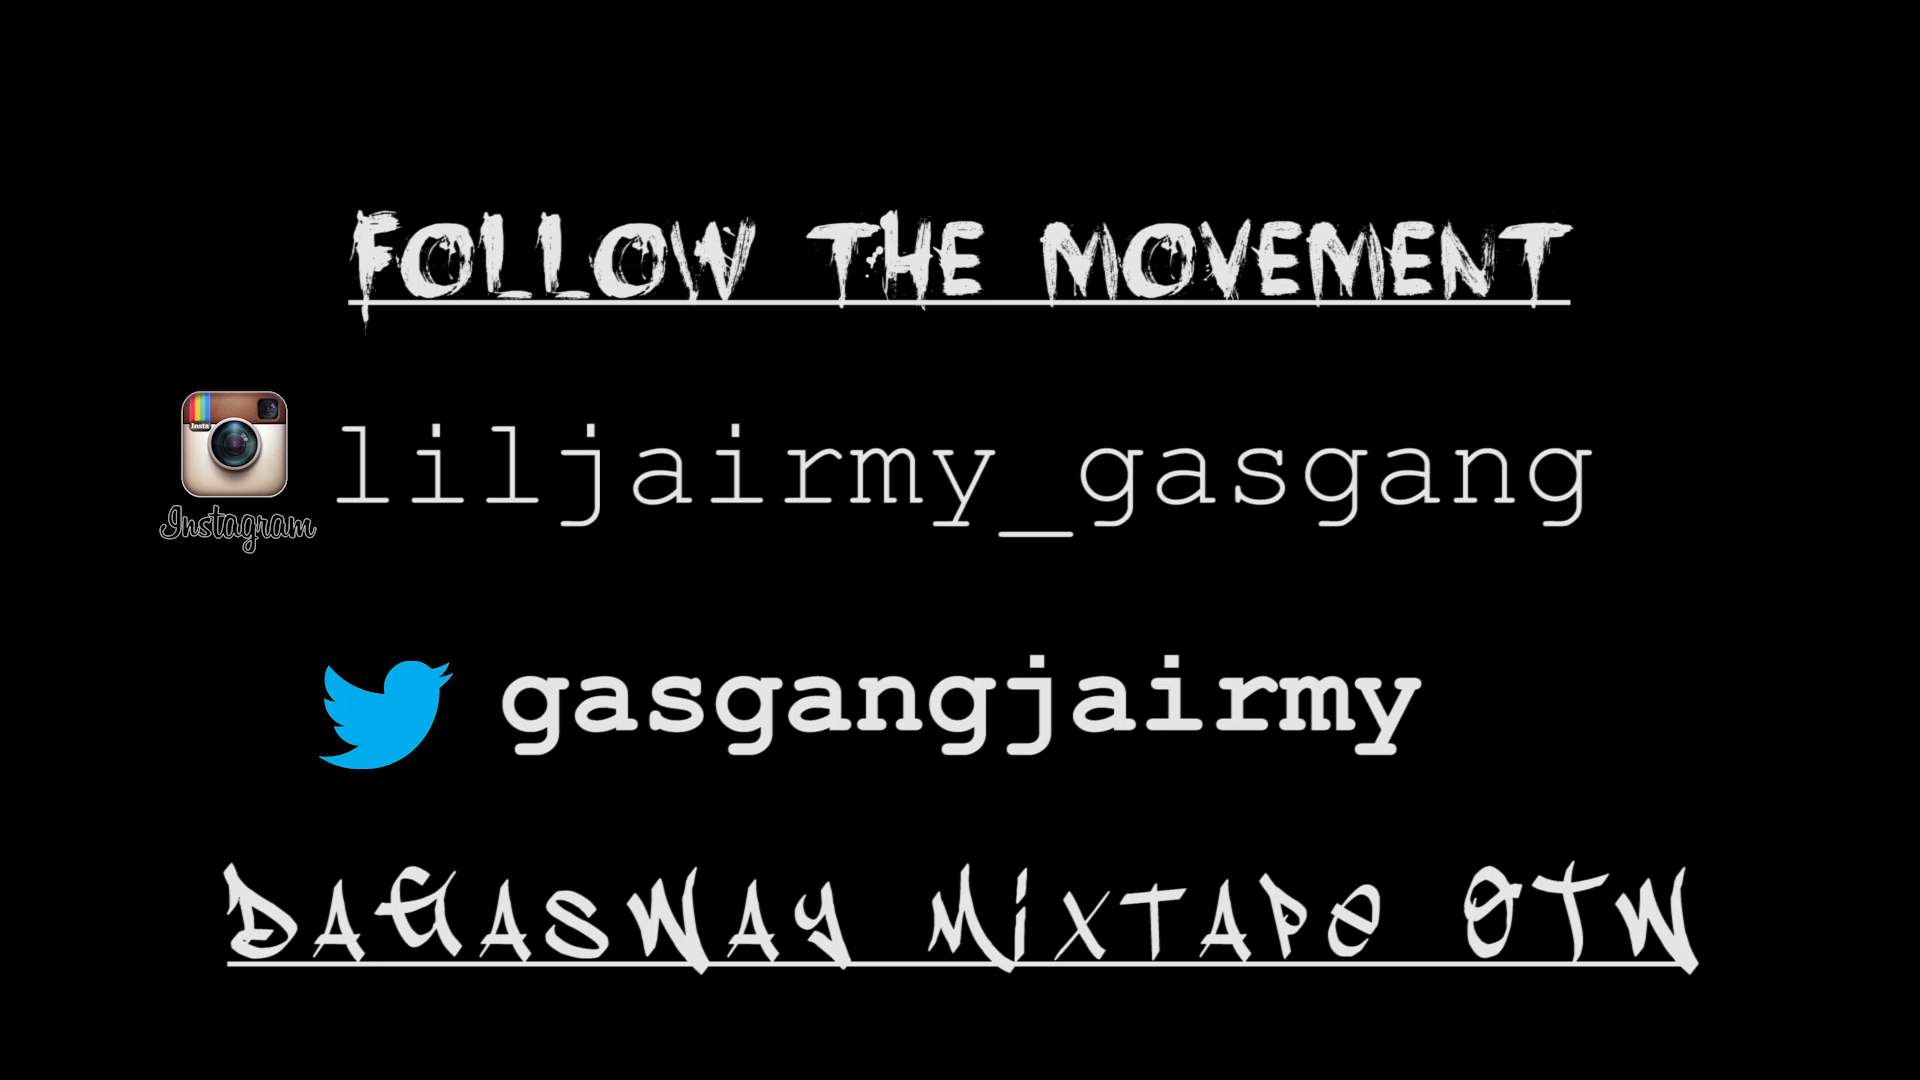 FOLLOW THE MOVEMENT
Insta
Instagram
liljairmy_gasgang
gasgangjairmy
DaGasWay Mixtape OTW